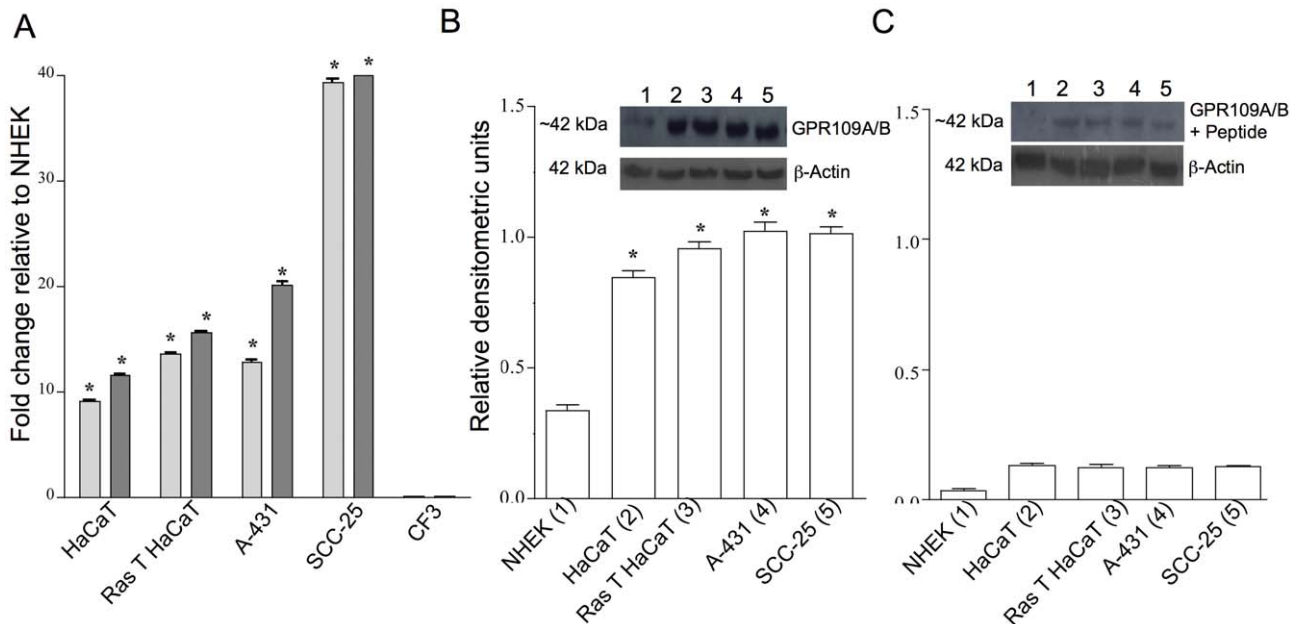 A
Fold change relative to NHEK
40
30
20
10
0
* *
* *
* *
* *
HaCaT
Ras T HaCaT
A-431
SCC-25
CF3
B
Relative densitometric units
1.5
1.0
0.5
0.0
1 2 3 4 5
~42 kDa
GPR109A/B
42 kDa
β-Actin
*
*
*
*
NHEK (1)
HaCaT (2)
Ras T HaCaT (3)
A-431 (4)
SCC-25 (5)
C
1.5
1.0
0.5
0.0
1 2 3 4 5
~42 kDa
GPR109A/B
+ Peptide
42 kDa
β-Actin
NHEK (1)
HaCaT (2)
Ras T HaCaT (3)
A-431 (4)
SCC-25 (5)